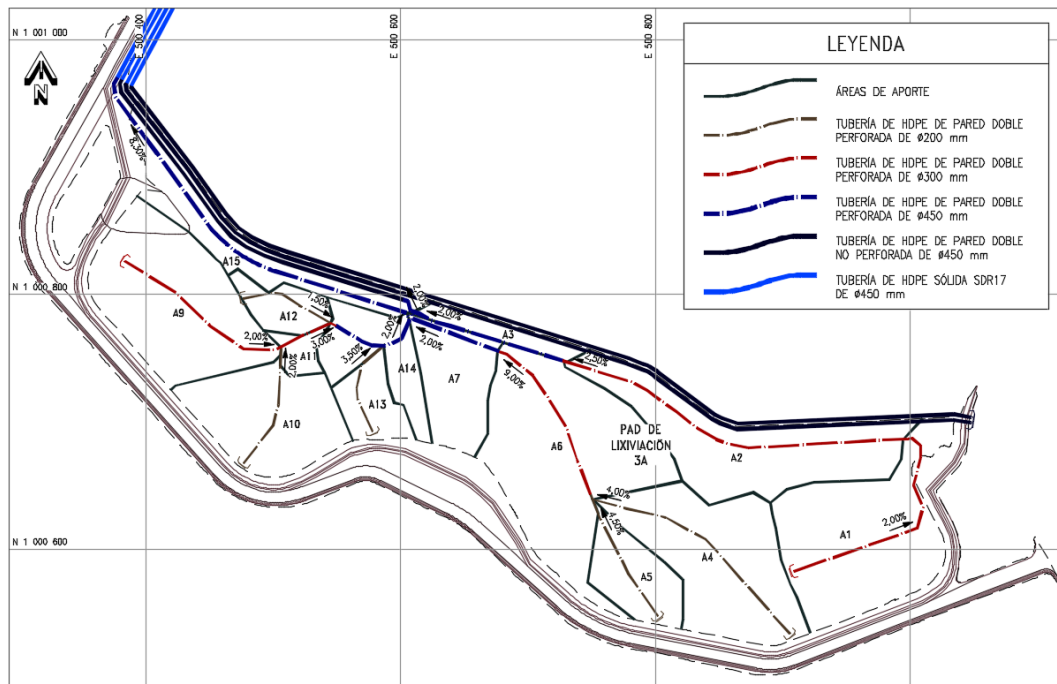 N 1 001 000
E 500 400
E 500 600
E 500 800
N
LEYENDA
ÁREAS DE APORTE
TUBERÍA DE HDPE DE PARED DOBLE
PERFORADA DE ø200 mm
TUBERÍA DE HDPE DE PARED DOBLE
PERFORADA DE ø300 mm
TUBERÍA DE HDPE DE PARED DOBLE
PERFORADA DE ø450 mm
TUBERÍA DE HDPE DE PARED DOBLE
NO PERFORADA DE ø450 mm
TUBERÍA DE HDPE SÓLIDA SDR17
DE ø450 mm
8,30%
A15
N 1 000 800
A9
A12
1,50%
2,00%
2,00%
A3
2,00%
3,00%
2,00%
2,00%
A11
2,00%
3,50%
A14
A7
9,00%
2,50%
A10
A13
A6
PAD DE
LIXIVIACIÓN
3A
A2
4,00%
4,50%
2,00%
N 1 000 600
A1
A4
A5